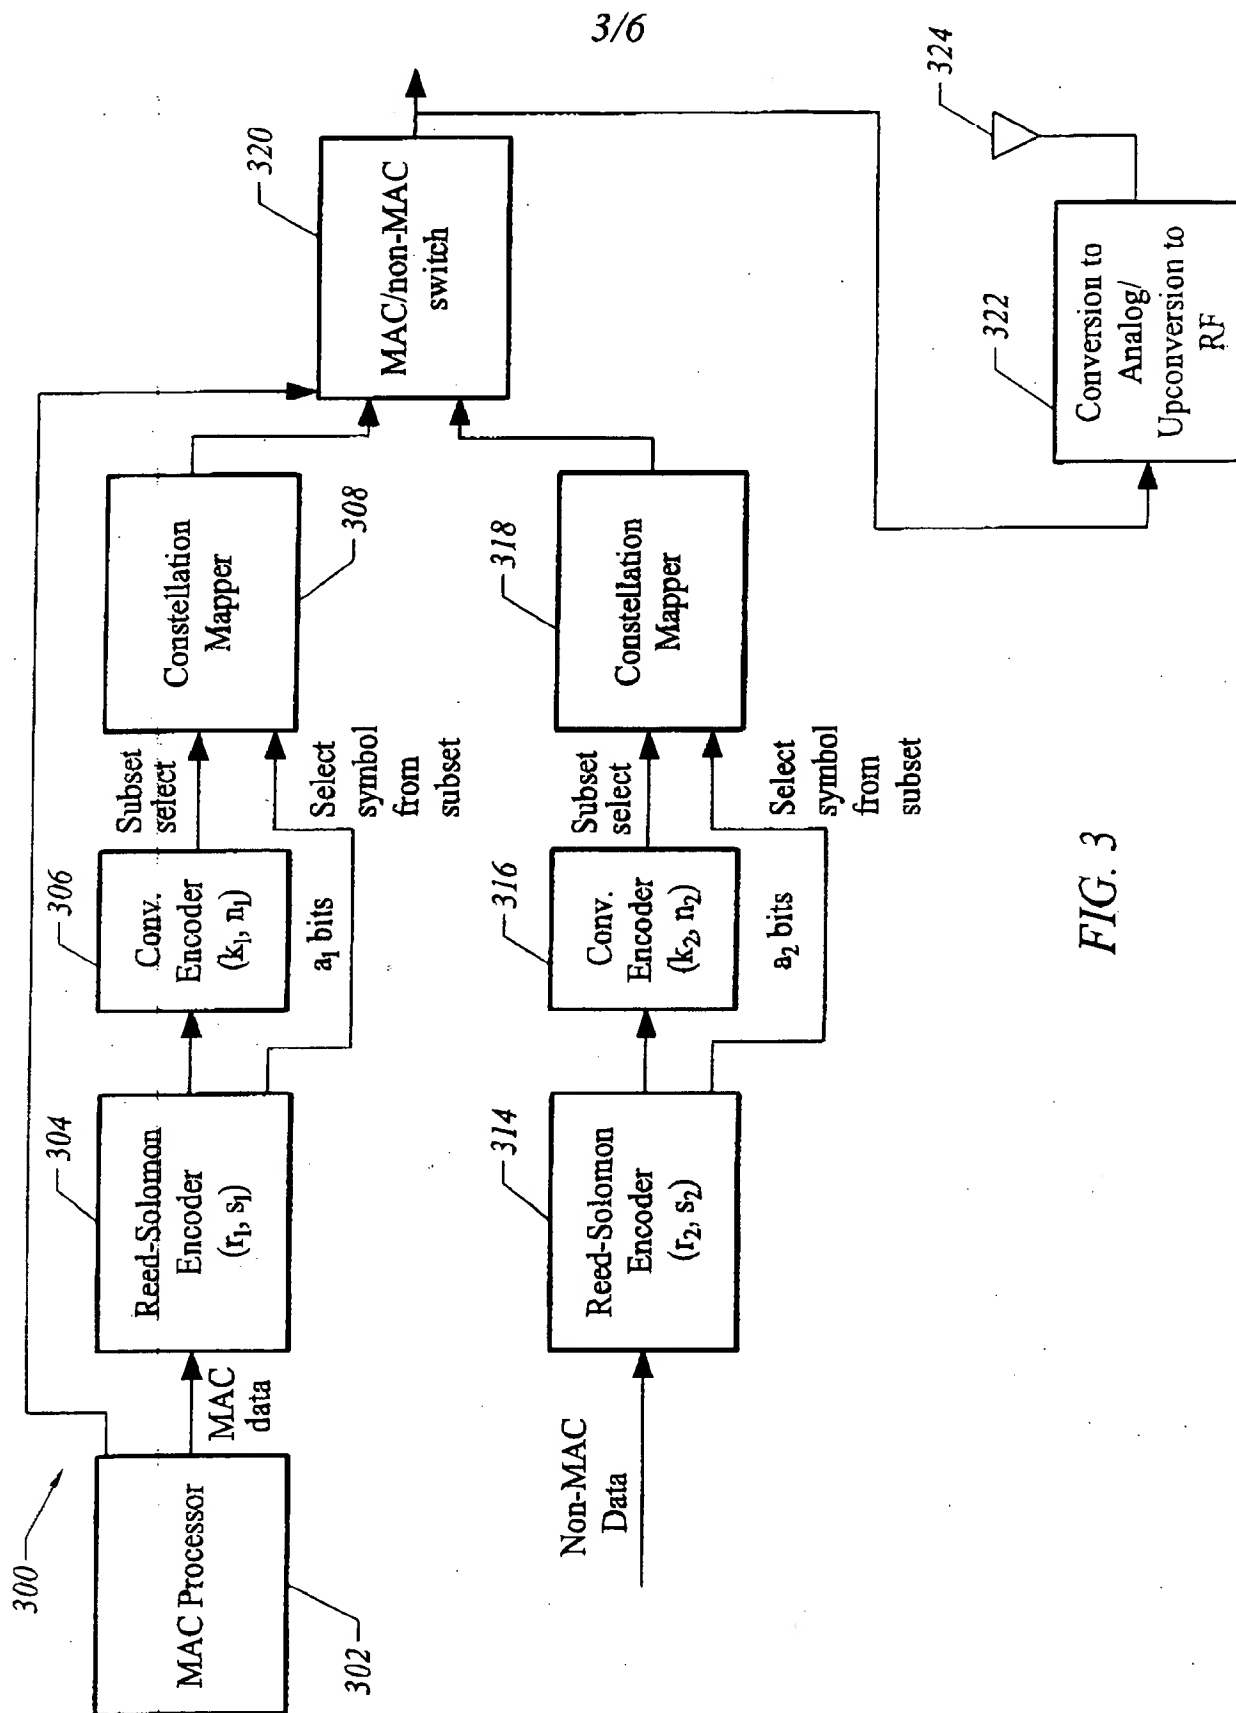 3/6
300
MAC Processor
302
MAC
data
304
Reed-Solomon
Encoder
(r₁, s₁)
306
Conv.
Encoder
(k₁, n₁)
a₁ bits
Subset
select
Select
symbol
from
subset
Constellation
Mapper
308
320
MAC/non-MAC
switch
Non-MAC
Data
314
Reed-Solomon
Encoder
(r₂, s₂)
316
Conv.
Encoder
(k₂, n₂)
a₂ bits
Subset
select
Select
symbol
from
subset
318
Constellation
Mapper
322
Conversion to
Analog/
Upconversion to
RF
324
FIG. 3